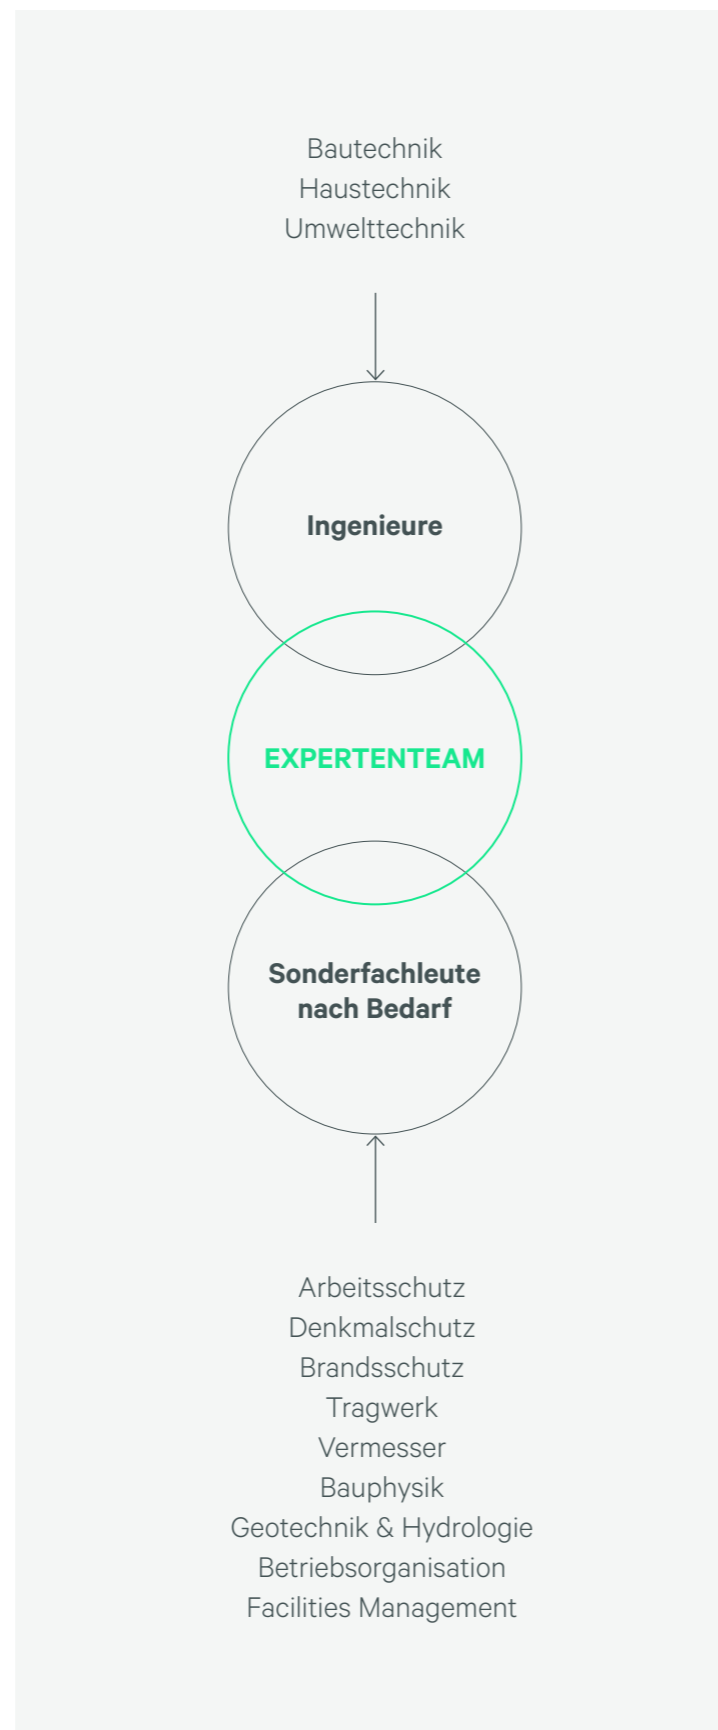 Bautechnik
Haustechnik
Umwelttechnik
Ingenieure
EXPERTENTEAM
Sonderfachleute
nach Bedarf
Arbeitsschutz
Denkmalschutz
Brandsschutz
Tragwerk
Vermesser
Bauphysik
Geotechnik & Hydrologie
Betriebsorganisation
Facilities Management